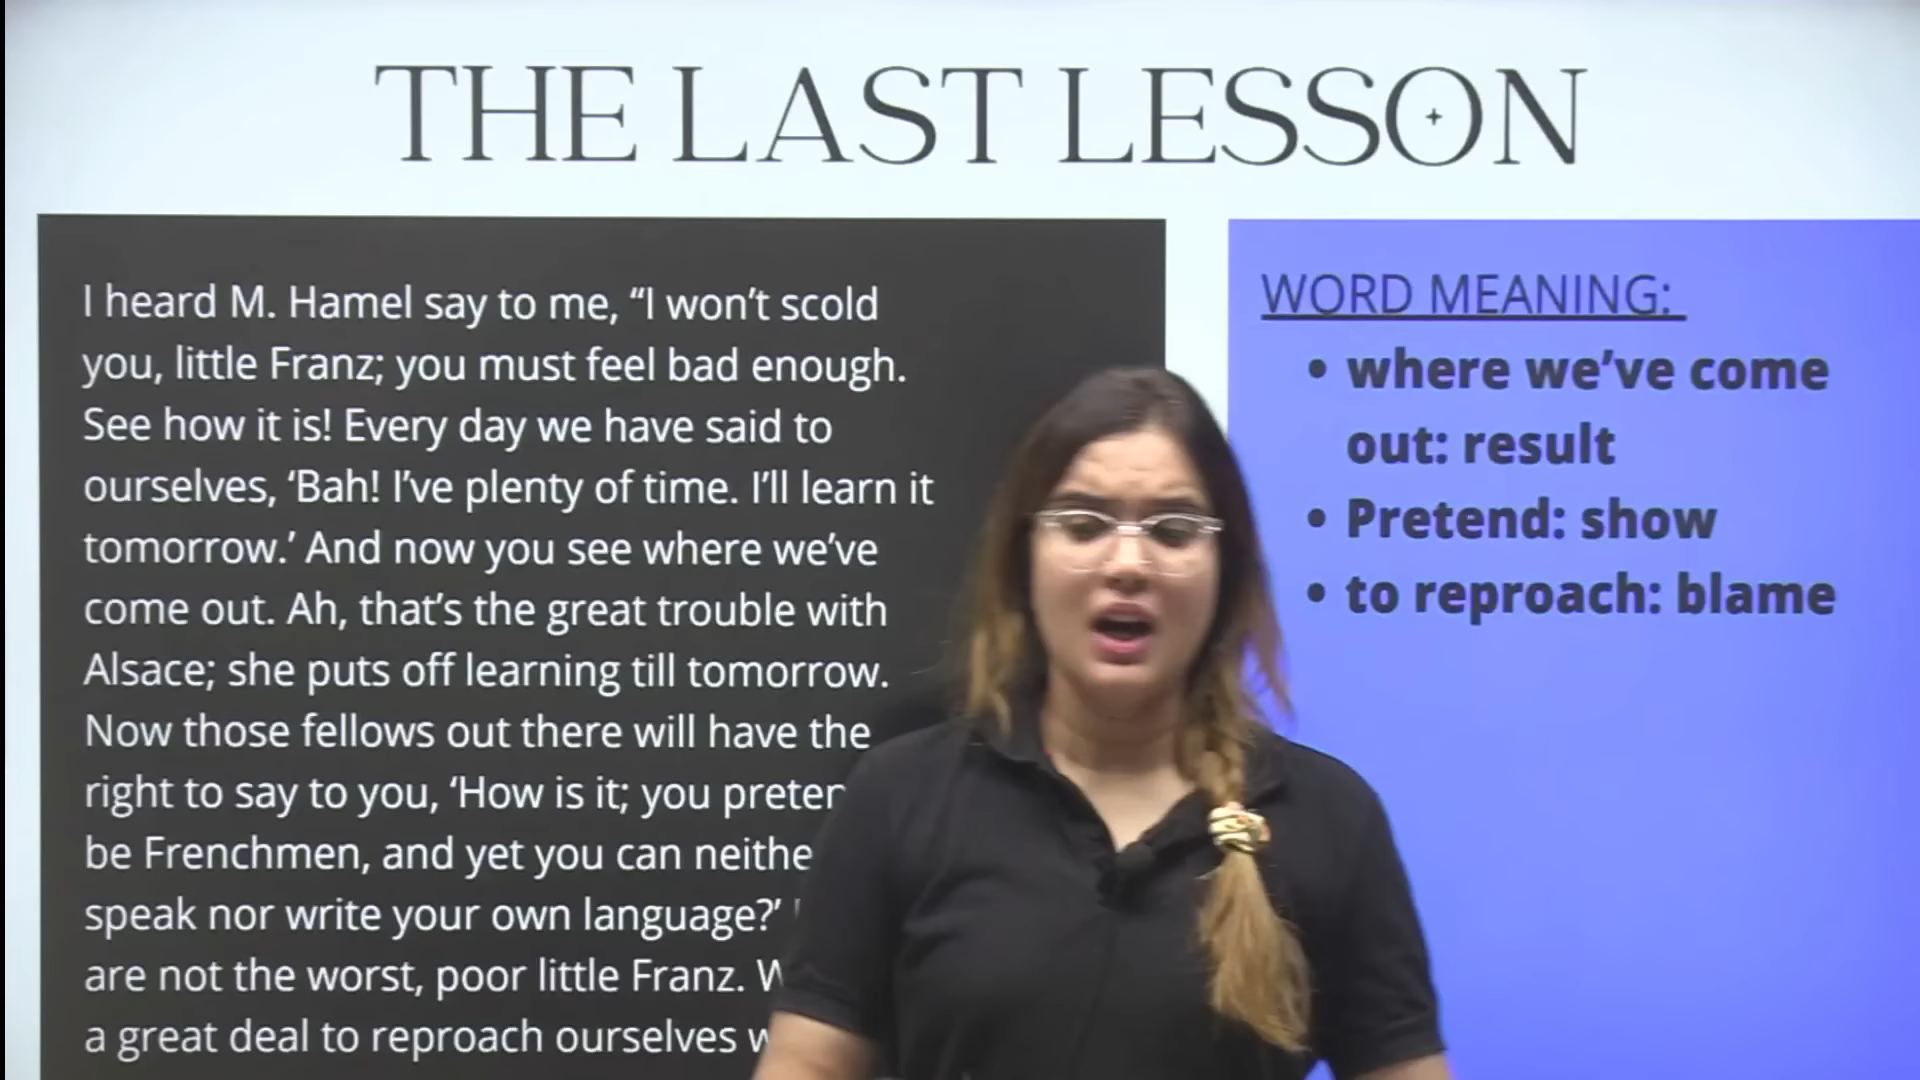 THE LAST LESSON
I heard M. Hamel say to me, “I won’t scold
you, little Franz; you must feel bad enough.
See how it is! Every day we have said to
ourselves, ‘Bah! I’ve plenty of time. I’ll learn it
tomorrow.’ And now you see where we’ve
come out. Ah, that’s the great trouble with
Alsace; she puts off learning till tomorrow.
Now those fellows out there will have the
right to say to you, ‘How is it; you
be Frenchmen, and yet you can
speak nor write your own language?’
are not the worst, poor little Franz.
a great deal to reproach ourselves
WORD MEANING:
• where we’ve come
out: result
• Pretend: show
• to reproach: blame